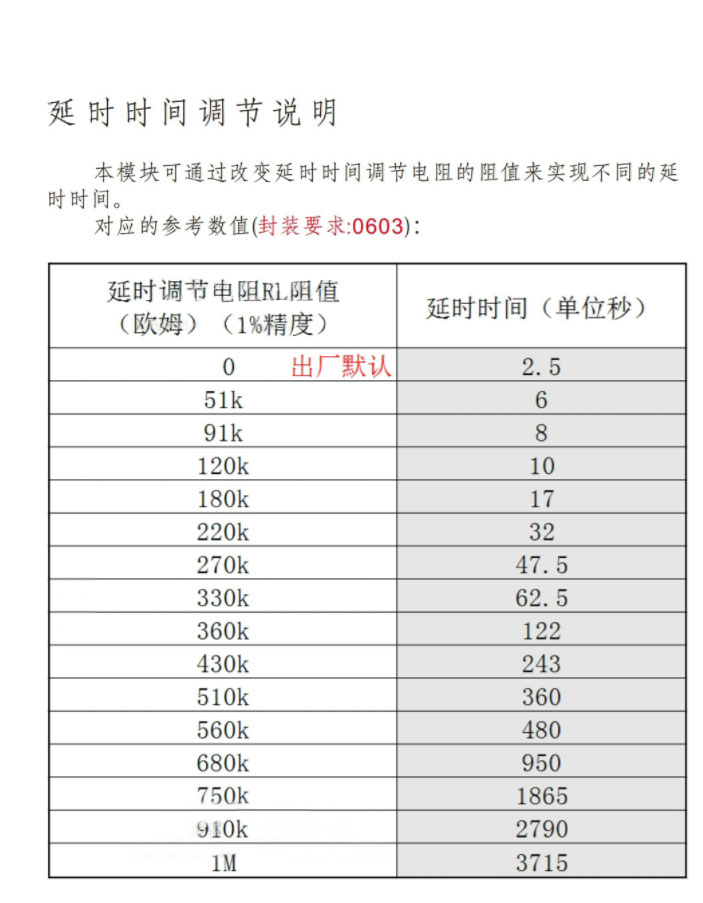 延时时间调节说明
本模块可通过改变延时时间调节电阻的阻值来实现不同的延
时时间。
对应的参考数值(封装要求:0603)：
延时调节电阻RL阻值
（欧姆）（1%精度） 延时时间（单位秒）
0 出厂默认 2.5
51k 6
91k 8
120k 10
180k 17
220k 32
270k 47.5
330k 62.5
360k 122
430k 243
510k 360
560k 480
680k 950
750k 1865
910k 2790
1M 3715